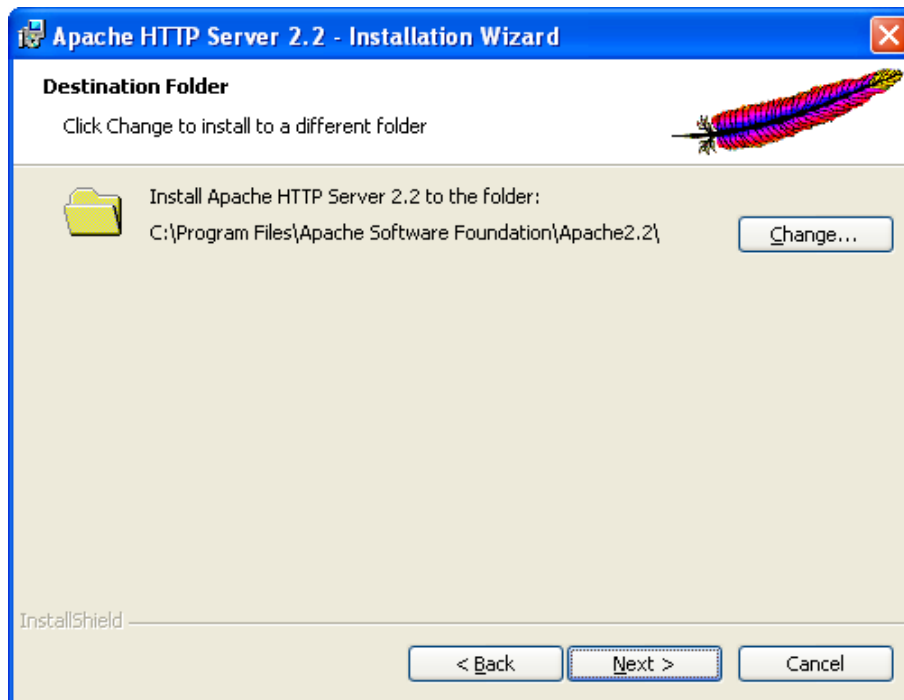 Apache HTTP Server 2.2 - Installation Wizard
Destination Folder
Click Change to install to a different folder
Install Apache HTTP Server 2.2 to the folder:
C:\Program Files\Apache Software Foundation\Apache2.2\
Change...
InstallShield
< Back
Next >
Cancel